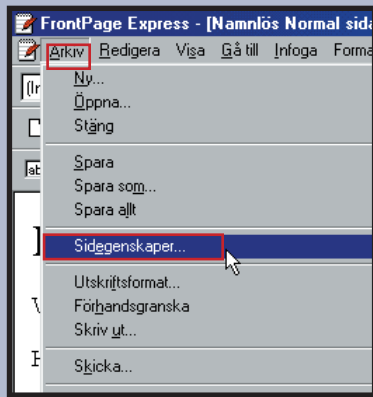 FrontPage Express - [Namnlös Normal sida
Arkiv Redigera Visa Gå till Infoga Forma
Ny...
Öppna...
Stäng
Spara
Spara som...
Spara allt
Sidegenskaper...
Utskriftsformat...
Förhandsgranska
Skriv ut...
Skicka...